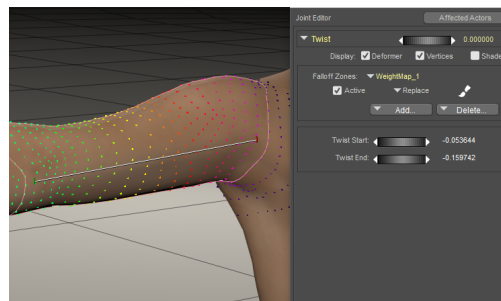 Joint Editor
Affected Actors
Twist 0.000000
Display: Deformer Vertices Shade
Falloff Zones: WeightMap_1
Active Replace
Add... Delete...
Twist Start: -0.053644
Twist End: -0.159742